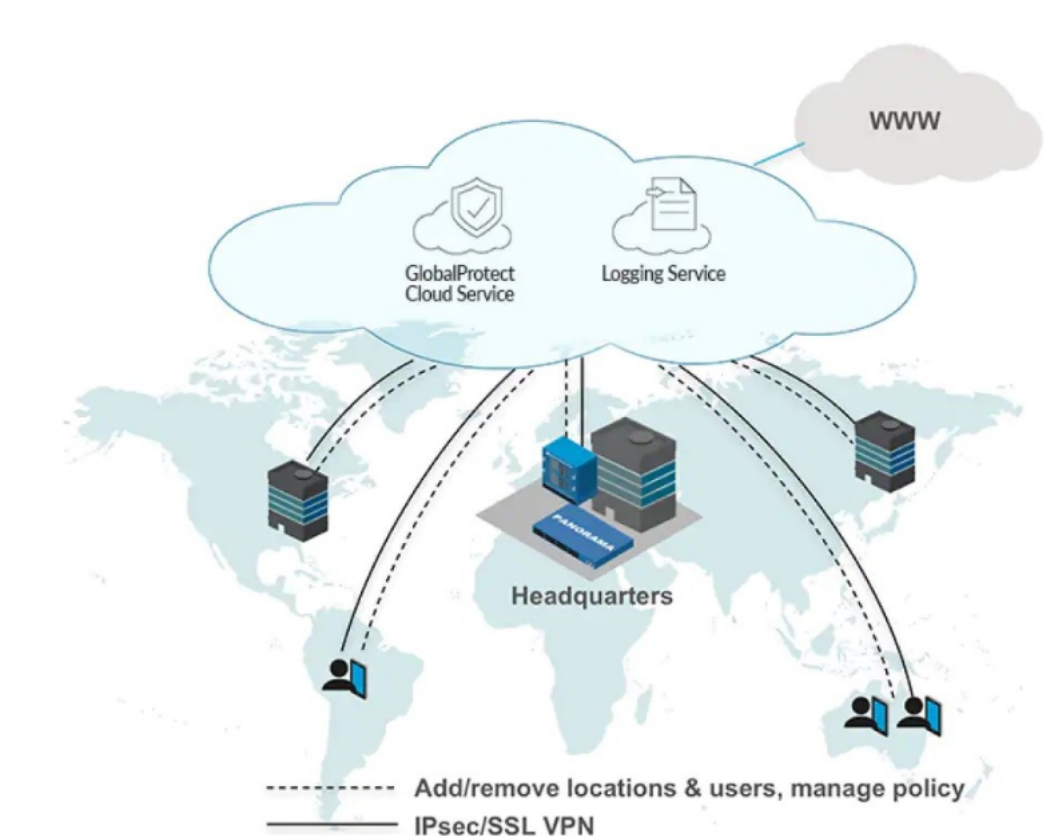 WWW
GlobalProtect
Cloud Service
Logging Service
PANORAMA
Headquarters
Add/remove locations & users, manage policy
IPsec/SSL VPN